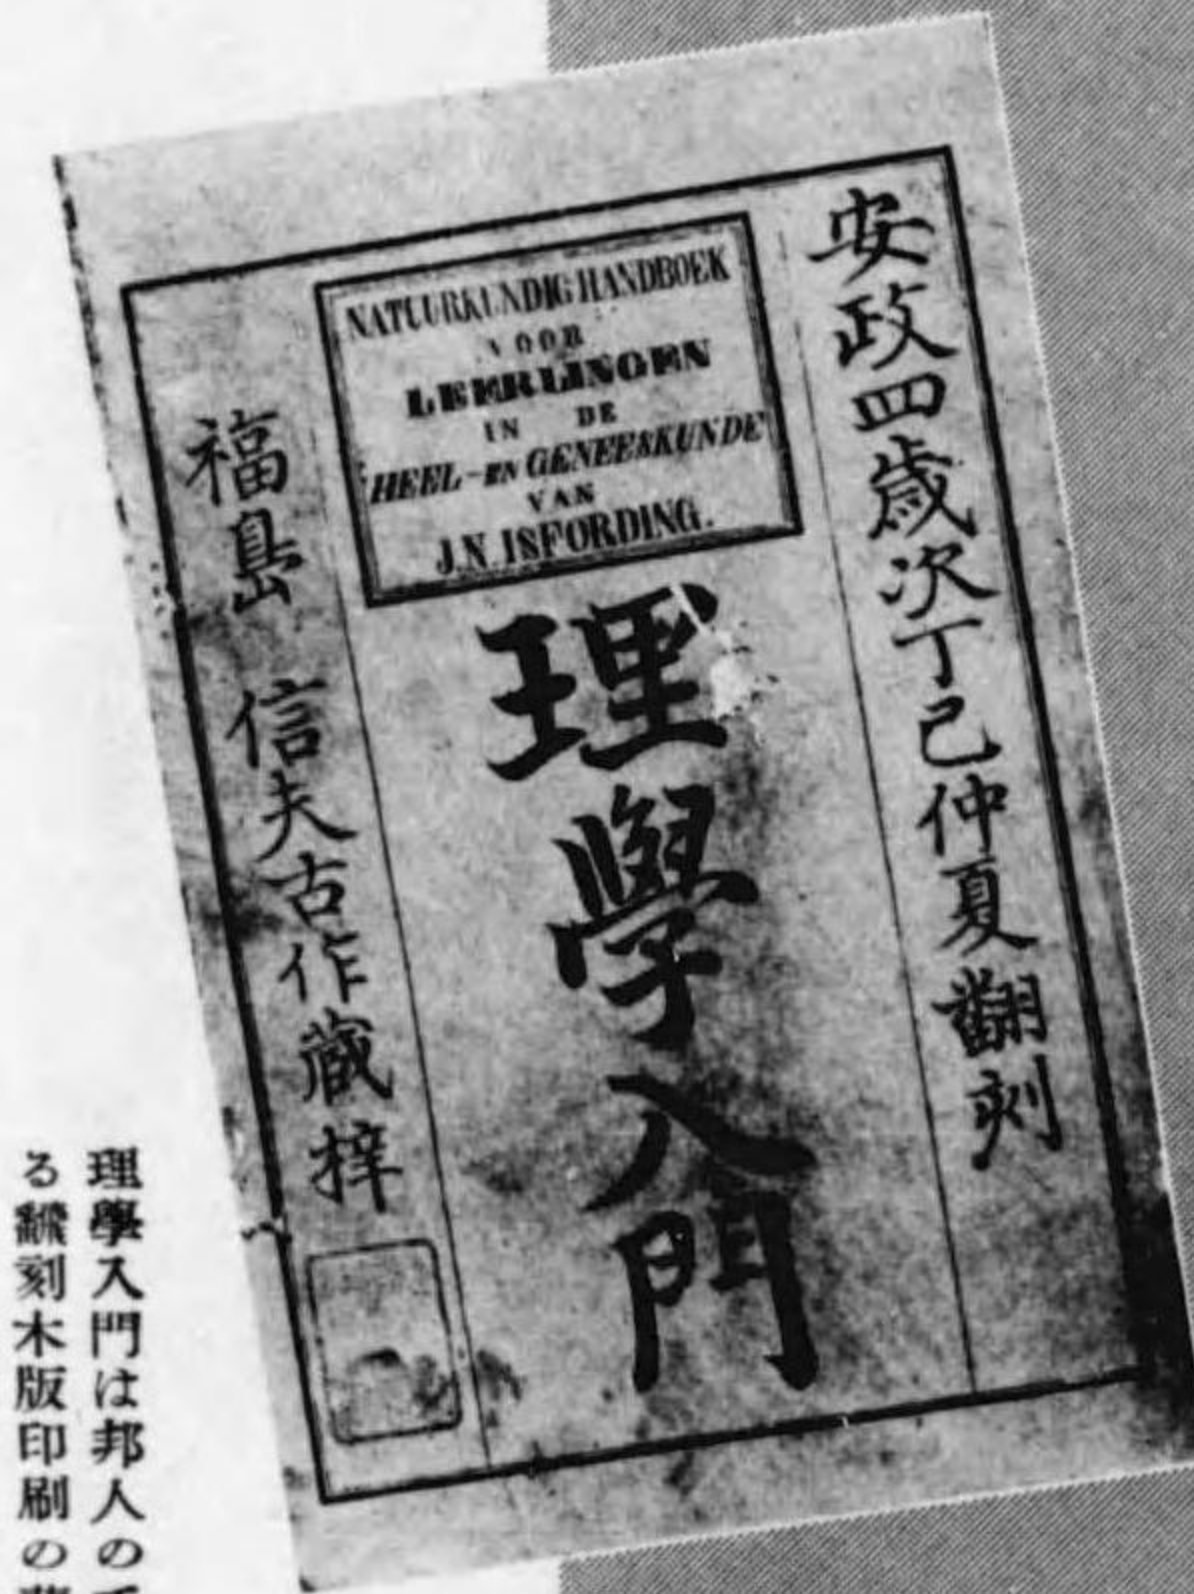 安政四歳次丁巳仲夏翻刻
NATUURKUNDIG HANDBOEK
VOOR
LEERLINGEN
IN DE
HEEL-EN GENEESKUNDE
VAN
J.N. ISFORDING.
理學入門
福島 信夫古作蔵梓
理學入門は邦人の
る飜刻木版印刷の